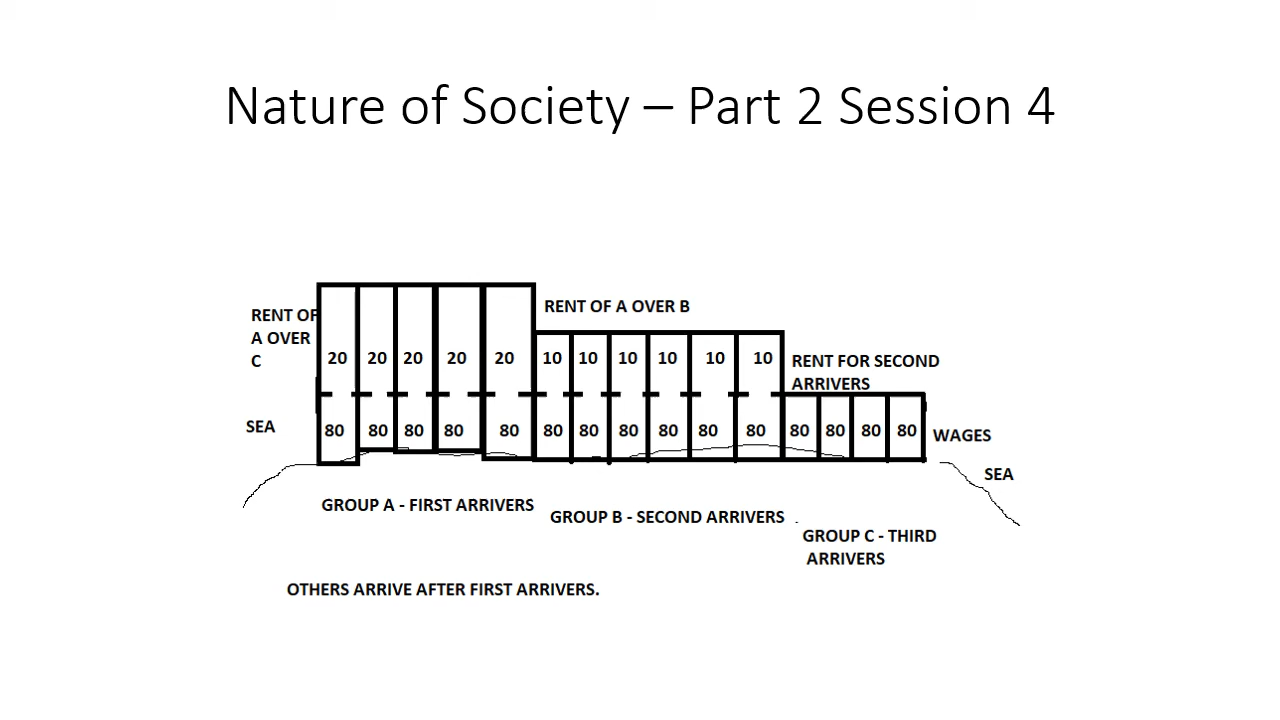 Nature of Society – Part 2 Session 4
RENT OF
A OVER
C
RENT OF A OVER B
20 20 20 20 20 10 10 10 10 10 10
RENT FOR SECOND
ARRIVERS
SEA
80 80 80 80 80 80 80 80 80 80 80 80 80 80 80
WAGES
SEA
GROUP A - FIRST ARRIVERS
GROUP B - SECOND ARRIVERS
GROUP C - THIRD
ARRIVERS
OTHERS ARRIVE AFTER FIRST ARRIVERS.